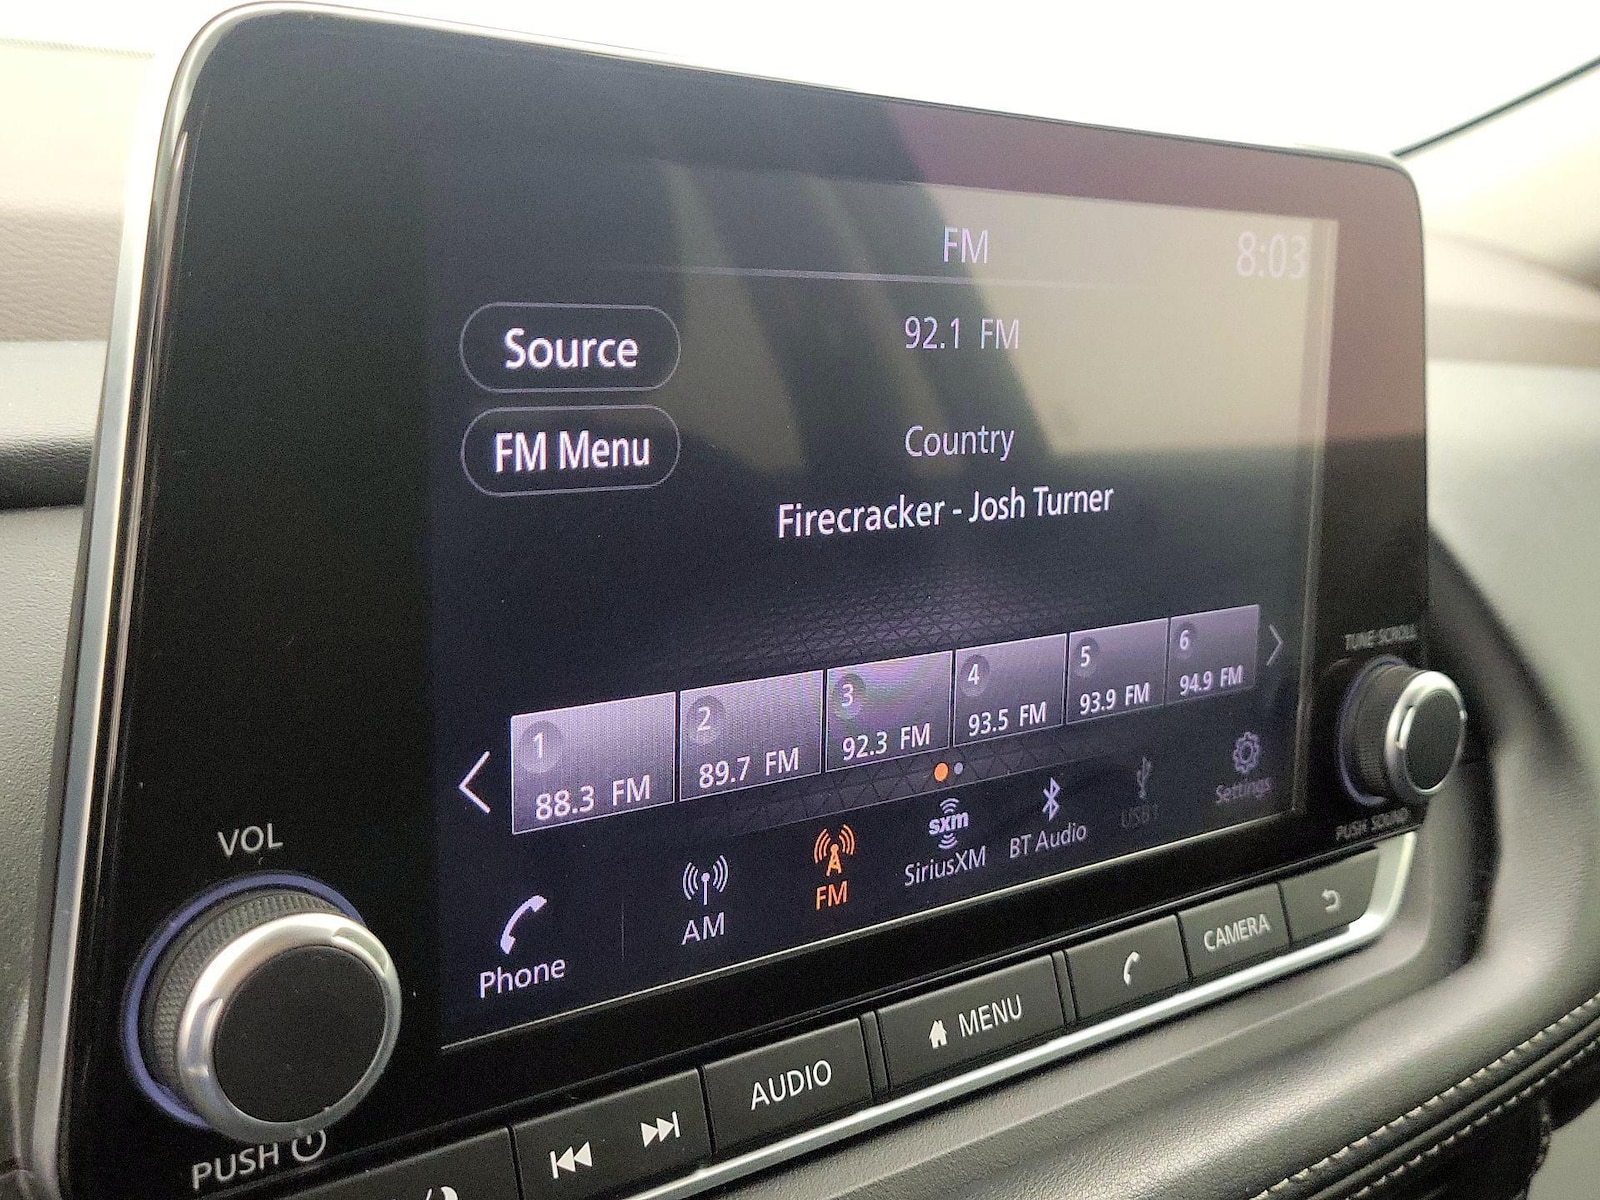 FM
8:03
Source
92.1 FM
FM Menu
Country
Firecracker - Josh Turner
1
88.3 FM
2
89.7 FM
3
92.3 FM
4
93.5 FM
5
93.9 FM
6
94.9 FM
Phone
AM
FM
sxm
SiriusXM
BT Audio
USB1
Settings
VOL
PUSH
TUNE·SCROLL
PUSH SOUND
AUDIO
MENU
CAMERA